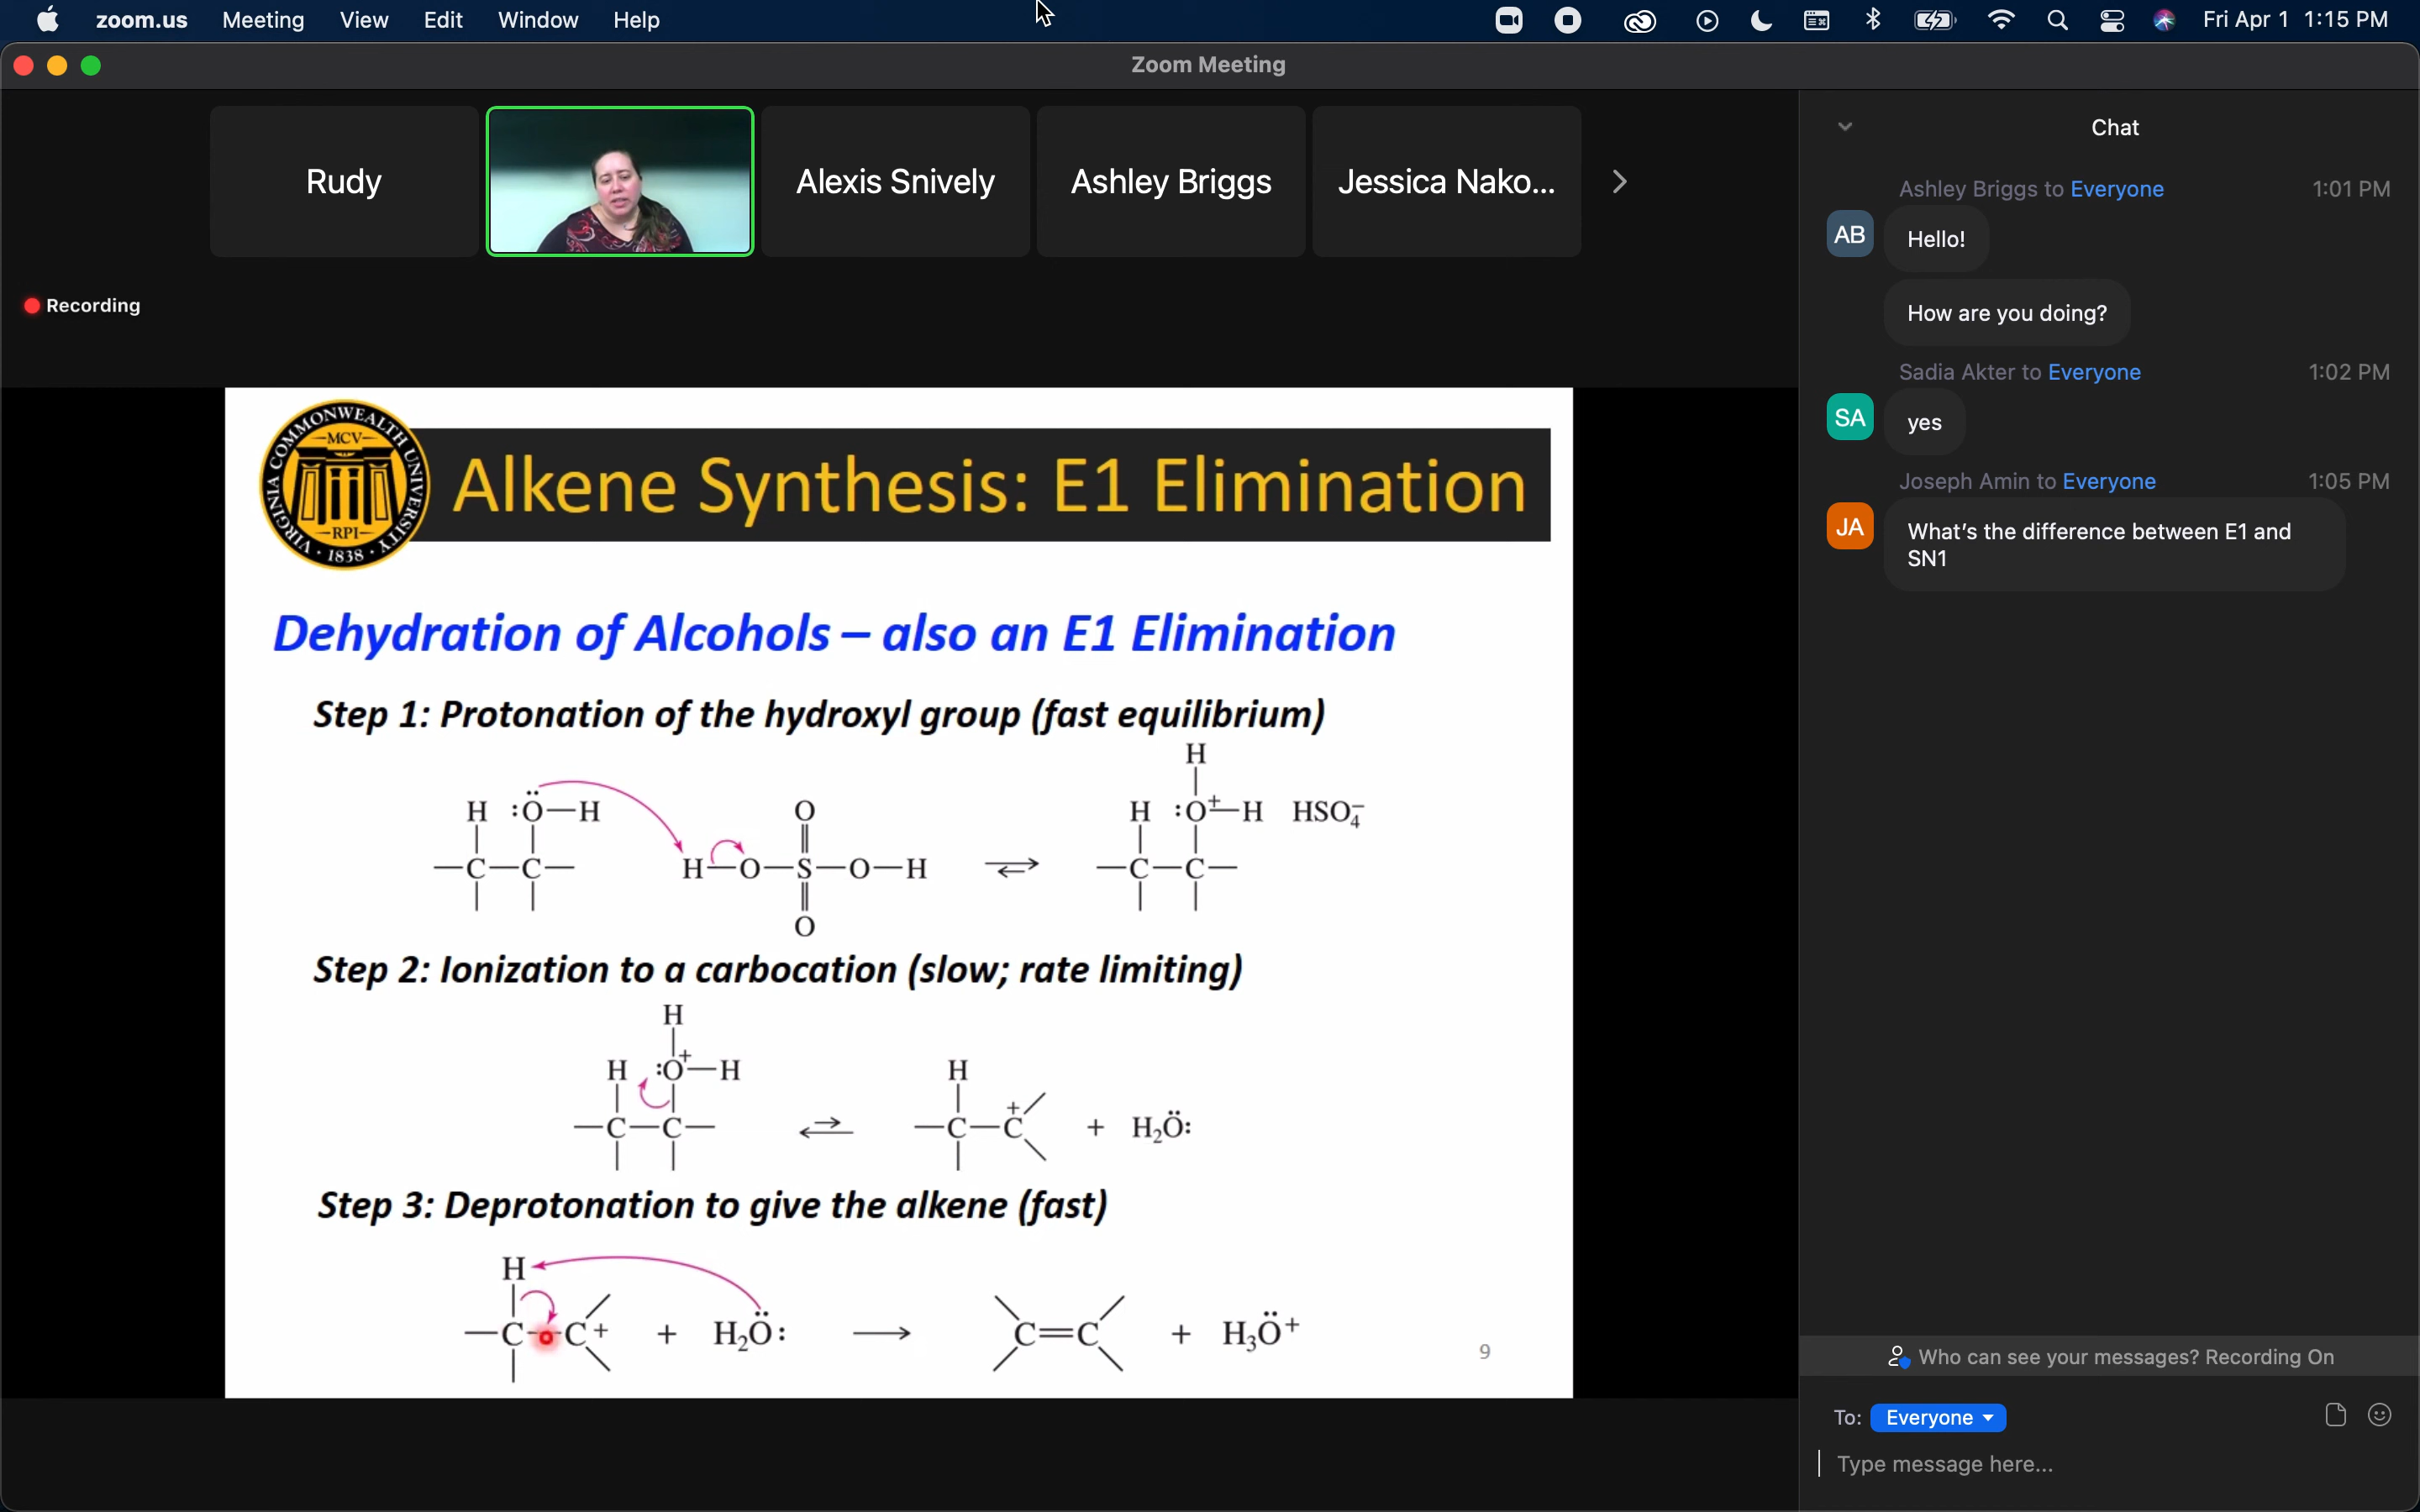 zoom.us Meeting View Edit Window Help Fri Apr 1 1:15 PM
Zoom Meeting
Rudy
Alexis Snively
Ashley Briggs
Jessica Nako...
Recording
VIRGINIA COMMONWEALTH UNIVERSITY
MCV
RPI
1838
Alkene Synthesis: E1 Elimination
Dehydration of Alcohols – also an E1 Elimination
Step 1: Protonation of the hydroxyl group (fast equilibrium)
H
H :Ö—H O H :O⁺—H HSO₄⁻
—C—C— H—O—S—O—H ⇌ —C—C—
O
Step 2: Ionization to a carbocation (slow; rate limiting)
H
H :O⁺—H H
—C—C— ⇌ —C—C⁺ + H₂Ö:
Step 3: Deprotonation to give the alkene (fast)
H
—C—C⁺ + H₂Ö: → C=C + H₃Ö⁺
9
Chat
Ashley Briggs to Everyone 1:01 PM
AB Hello!
How are you doing?
Sadia Akter to Everyone 1:02 PM
SA yes
Joseph Amin to Everyone 1:05 PM
JA What's the difference between E1 and
SN1
Who can see your messages? Recording On
To: Everyone
Type message here...